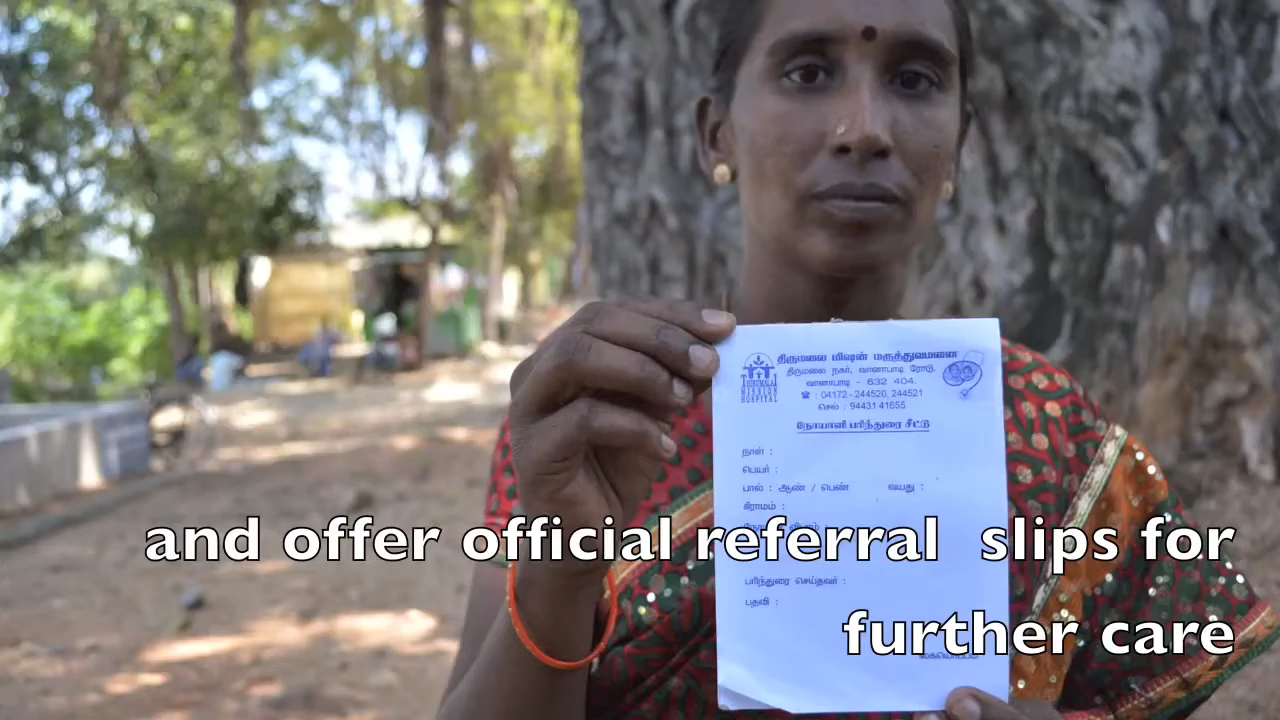 திருமலை மிஷன் மருத்துவமனை
THIRUMALAI
MISSION
HOSPITAL
திருமலை நகர், வானாபாடி ரோடு,
வானாபாடி - 632 404.
☎ : 04172 - 244520, 244521
செல் : 94431 41655
நோயாளி பரிந்துரை சீட்டு
நாள் :
பெயர் :
பால் : ஆண் / பெண் வயது :
கிராமம் :
and offer official referral slips for
பரிந்துரை செய்தவர் :
பதவி :
further care